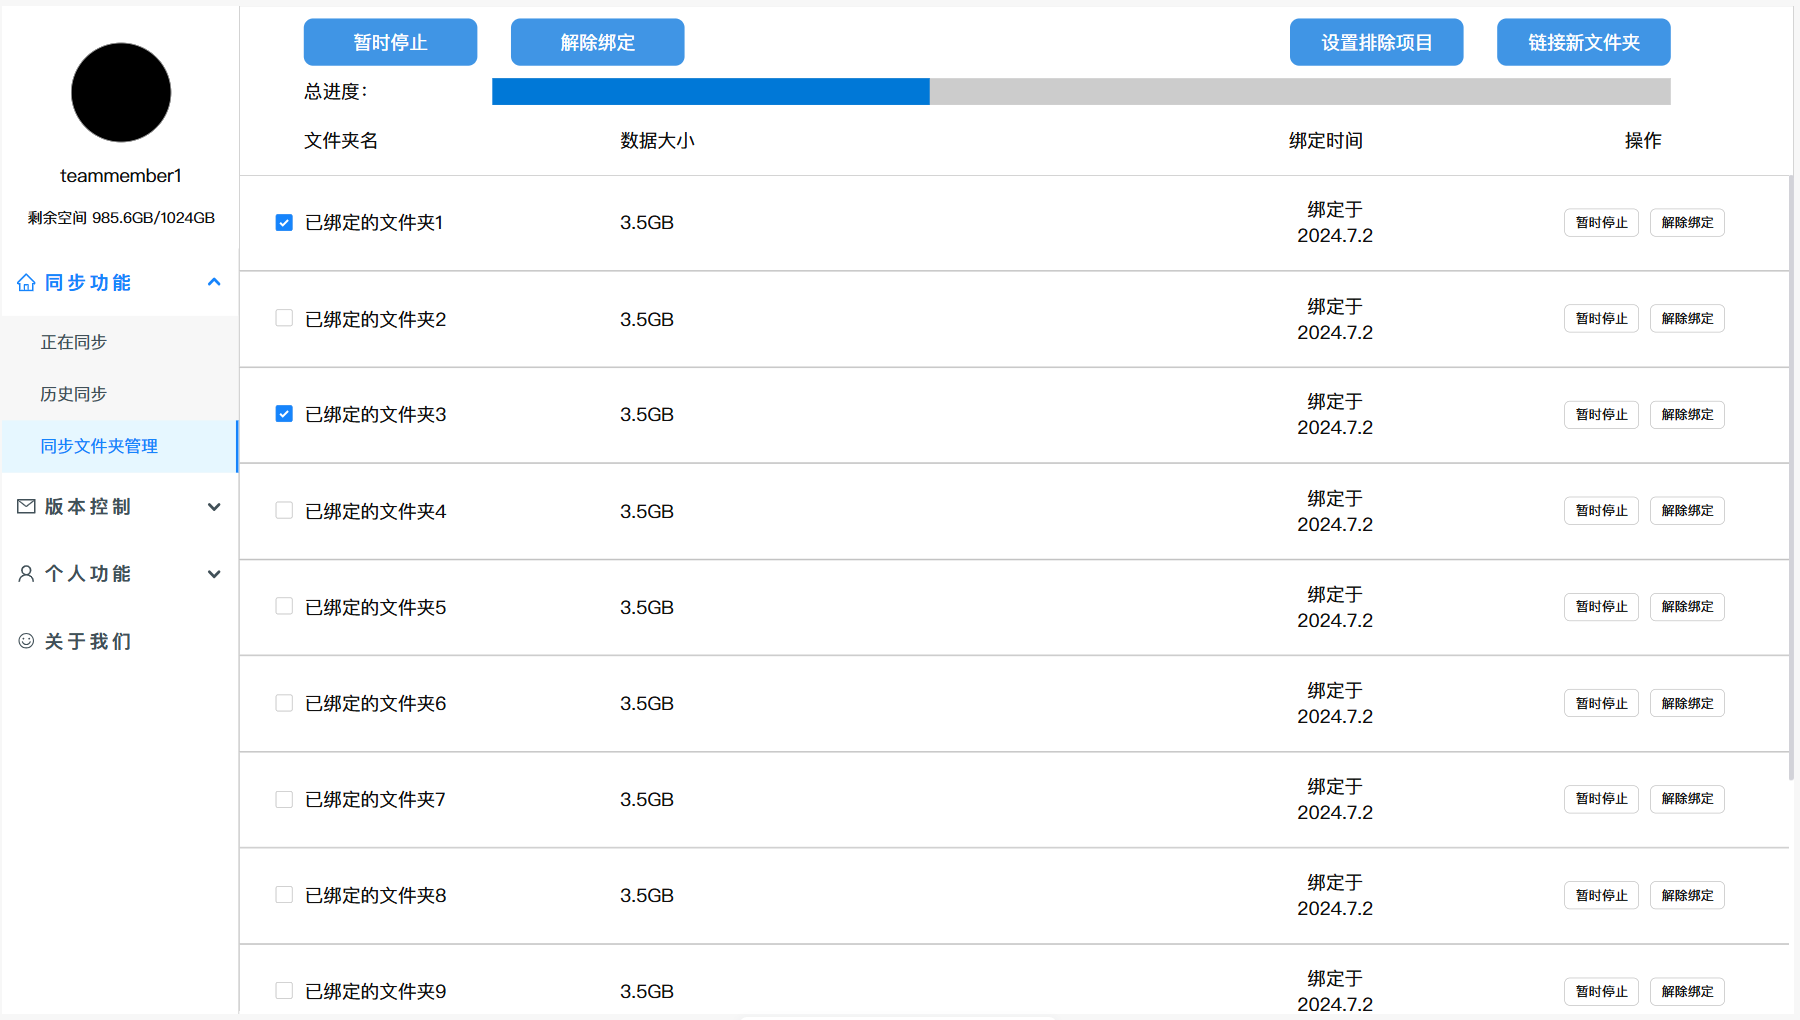 teammember1
剩余空间 985.6GB/1024GB
同步功能
正在同步
历史同步
同步文件夹管理
版本控制
个人功能
关于我们
暂时停止 解除绑定 设置排除项目 链接新文件夹
总进度：
文件夹名 数据大小 绑定时间 操作
已绑定的文件夹1 3.5GB 绑定于 暂时停止 解除绑定
2024.7.2
已绑定的文件夹2 3.5GB 绑定于 暂时停止 解除绑定
2024.7.2
已绑定的文件夹3 3.5GB 绑定于 暂时停止 解除绑定
2024.7.2
已绑定的文件夹4 3.5GB 绑定于 暂时停止 解除绑定
2024.7.2
已绑定的文件夹5 3.5GB 绑定于 暂时停止 解除绑定
2024.7.2
已绑定的文件夹6 3.5GB 绑定于 暂时停止 解除绑定
2024.7.2
已绑定的文件夹7 3.5GB 绑定于 暂时停止 解除绑定
2024.7.2
已绑定的文件夹8 3.5GB 绑定于 暂时停止 解除绑定
2024.7.2
已绑定的文件夹9 3.5GB 绑定于 暂时停止 解除绑定
2024.7.2